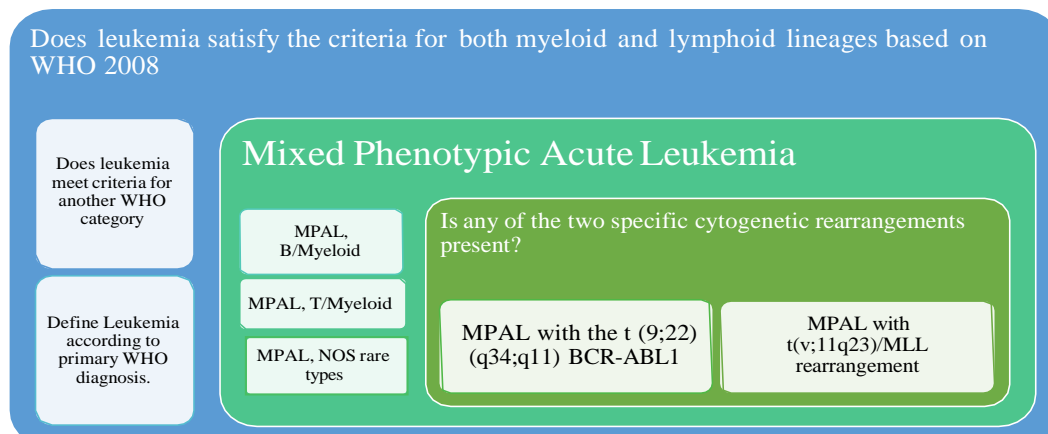 Does leukemia satisfy the criteria for both myeloid and lymphoid lineages based on
WHO 2008
Does leukemia
meet criteria for
another WHO
category
Define Leukemia
according to
primary WHO
diagnosis.
Mixed Phenotypic Acute Leukemia
MPAL,
B/Myeloid
MPAL, T/Myeloid
MPAL, NOS rare
types
Is any of the two specific cytogenetic rearrangements
present?
MPAL with the t (9;22)
(q34;q11) BCR-ABL1
MPAL with
t(v;11q23)/MLL
rearrangement